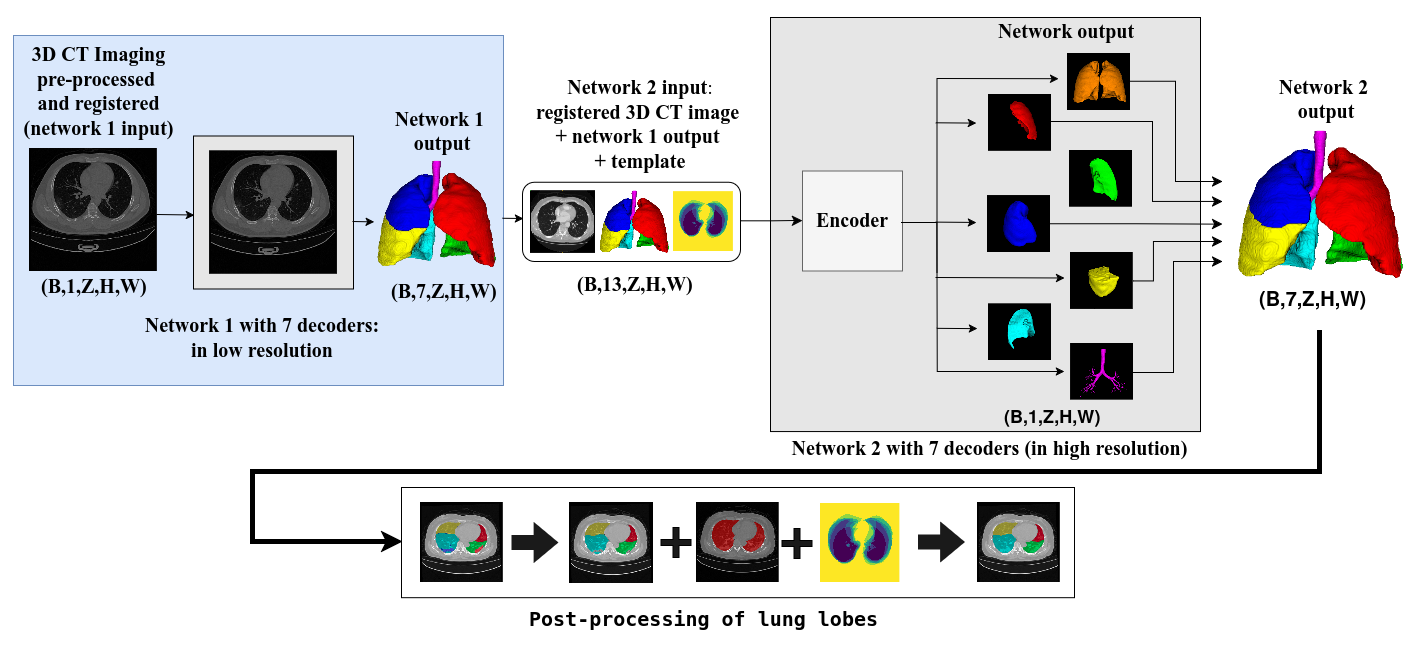 3D CT Imaging
pre-processed
and registered
(network 1 input)
(B,1,Z,H,W)
Network 1
output
(B,7,Z,H,W)
Network 1 with 7 decoders:
in low resolution
Network 2 input:
registered 3D CT image
+ network 1 output
+ template
(B,13,Z,H,W)
Network output
Encoder
(B,1,Z,H,W)
Network 2 with 7 decoders (in high resolution)
Network 2
output
(B,7,Z,H,W)
Post-processing of lung lobes